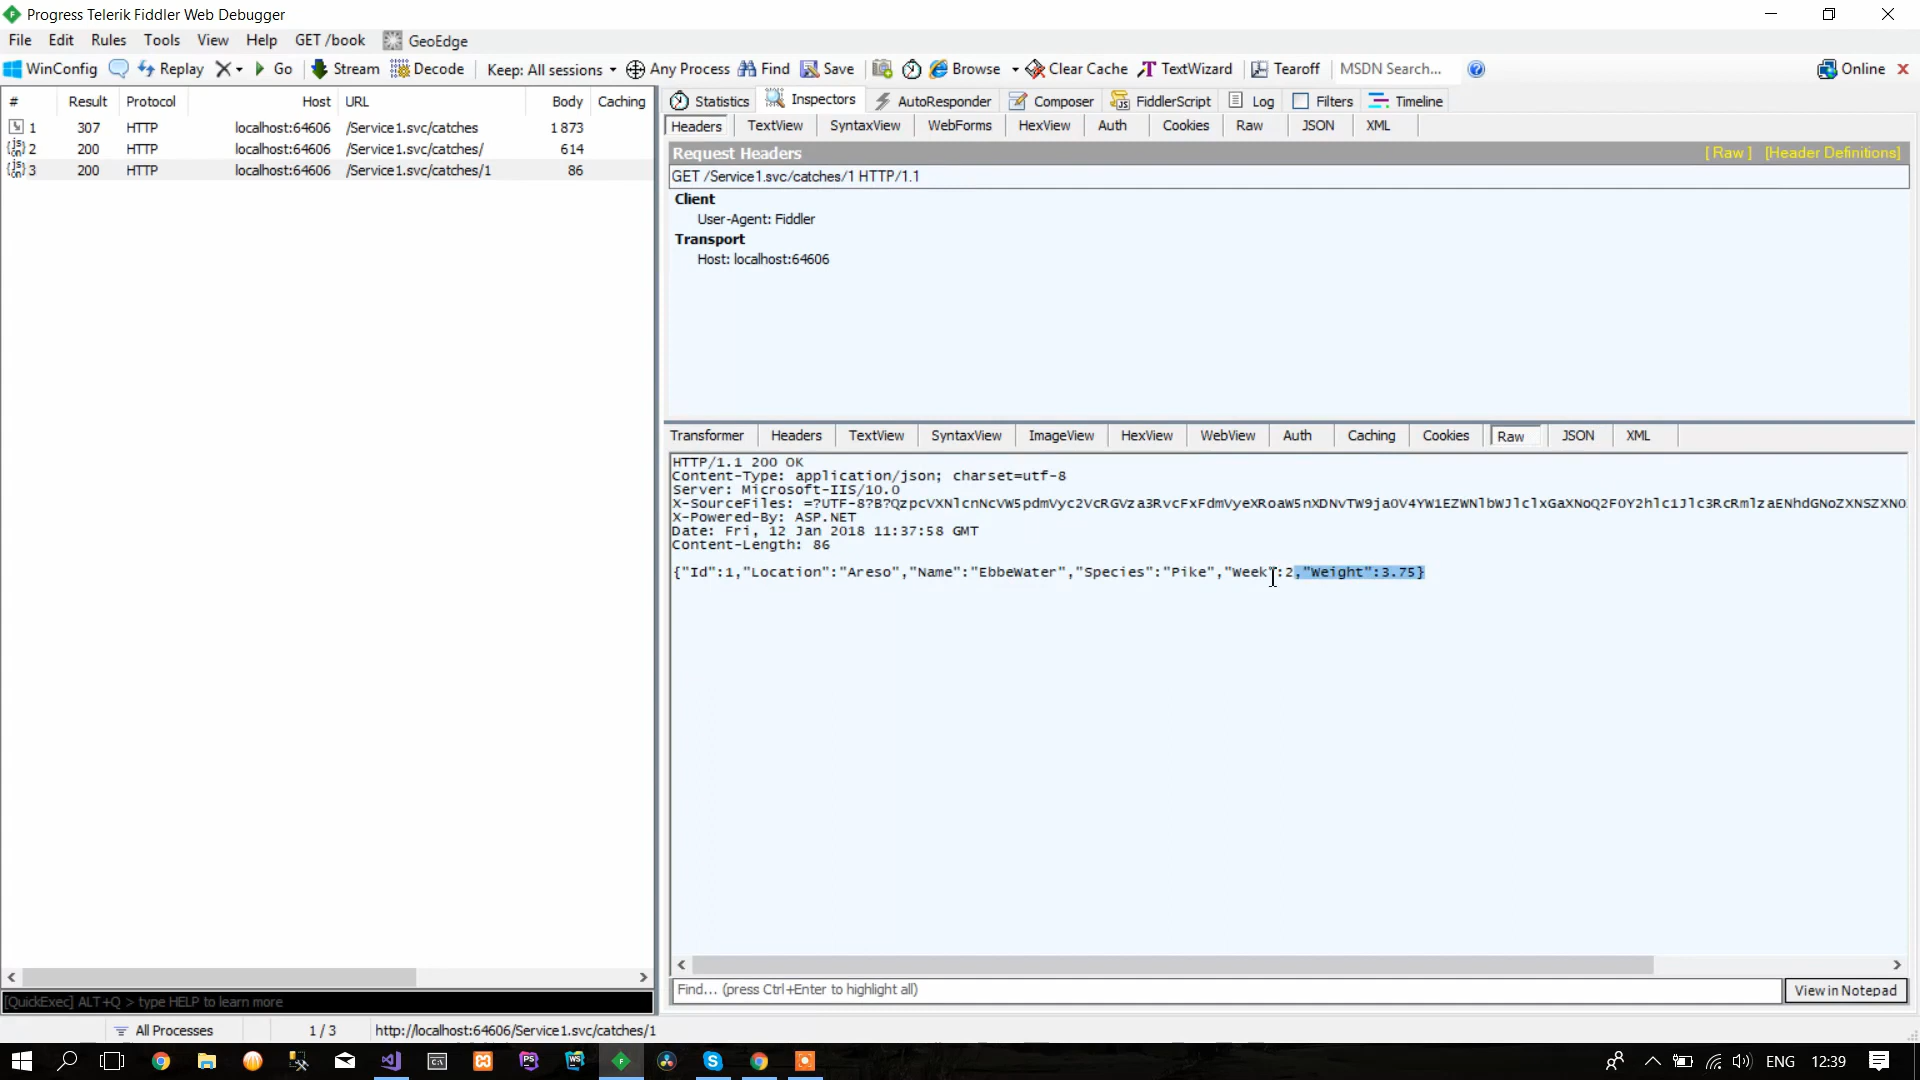 Progress Telerik Fiddler Web Debugger
File Edit Rules Tools View Help GET /book GeoEdge
WinConfig Replay Go Stream Decode Keep: All sessions Any Process Find Save Browse Clear Cache TextWizard Tearoff MSDN Search... Online
# Result Protocol Host URL Body Caching
1 307 HTTP localhost:64606 /Service1.svc/catches 1 873
2 200 HTTP localhost:64606 /Service1.svc/catches/ 614
3 200 HTTP localhost:64606 /Service1.svc/catches/1 86
Statistics Inspectors AutoResponder Composer FiddlerScript Log Filters Timeline
Headers TextView SyntaxView WebForms HexView Auth Cookies Raw JSON XML
Request Headers [ Raw ] [Header Definitions]
GET /Service1.svc/catches/1 HTTP/1.1
Client
User-Agent: Fiddler
Transport
Host: localhost:64606
Transformer Headers TextView SyntaxView ImageView HexView WebView Auth Caching Cookies Raw JSON XML
HTTP/1.1 200 OK
Content-Type: application/json; charset=utf-8
Server: Microsoft-IIS/10.0
X-SourceFiles:
X-Powered-By: ASP.NET
Date: Fri, 12 Jan 2018 11:37:58 GMT
Content-Length: 86
{"Id":1,"Location":"Areso","Name":"EbbeWater","Species":"Pike","Week":2,"Weight":3.75}
Find... (press Ctrl+Enter to highlight all) View in Notepad
[QuickExec] ALT+Q > type HELP to learn more
All Processes 1 / 3 http://localhost:64606/Service1.svc/catches/1
ENG 12:39